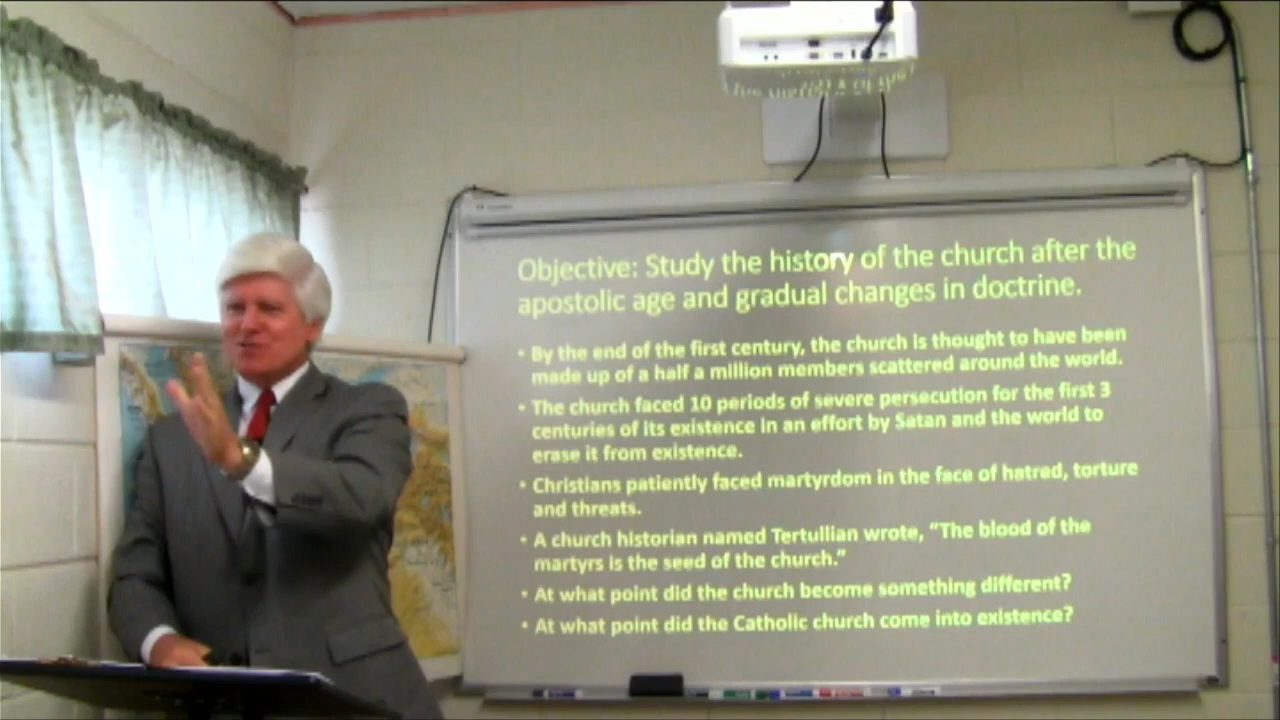 Objective: Study the history of the church after the
apostolic age and gradual changes in doctrine.
• By the end of the first century, the church is thought to have been
made up of a half a million members scattered around the world.
• The church faced 10 periods of severe persecution for the first 3
centuries of its existence in an effort by Satan and the world to
erase it from existence.
• Christians patiently faced martyrdom in the face of hatred, torture
and threats.
• A church historian named Tertullian wrote, “The blood of the
martyrs is the seed of the church.”
• At what point did the church become something different?
• At what point did the Catholic church come into existence?